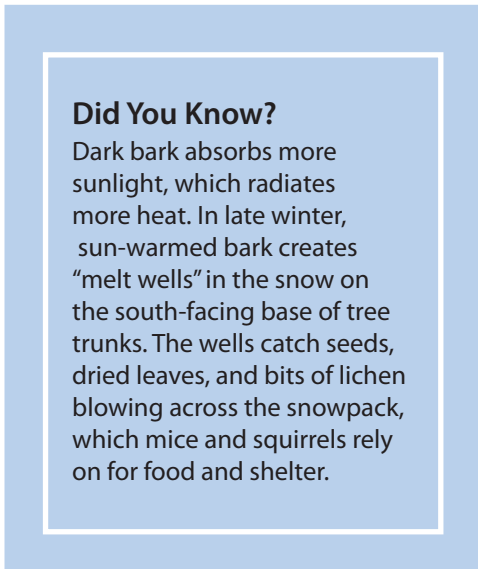 Did You Know?
Dark bark absorbs more
sunlight, which radiates
more heat. In late winter,
sun-warmed bark creates
“melt wells” in the snow on
the south-facing base of tree
trunks. The wells catch seeds,
dried leaves, and bits of lichen
blowing across the snowpack,
which mice and squirrels rely
on for food and shelter.